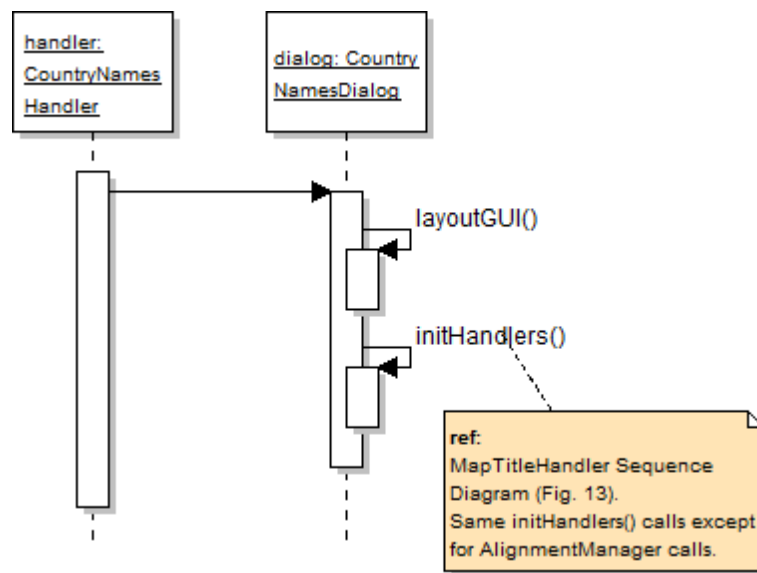 handler:
CountryNames
Handler
dialog: Country
NamesDialog
layoutGUI()
initHandlers()
ref:
MapTitleHandler Sequence
Diagram (Fig. 13).
Same initHandlers() calls except
for AlignmentManager calls.